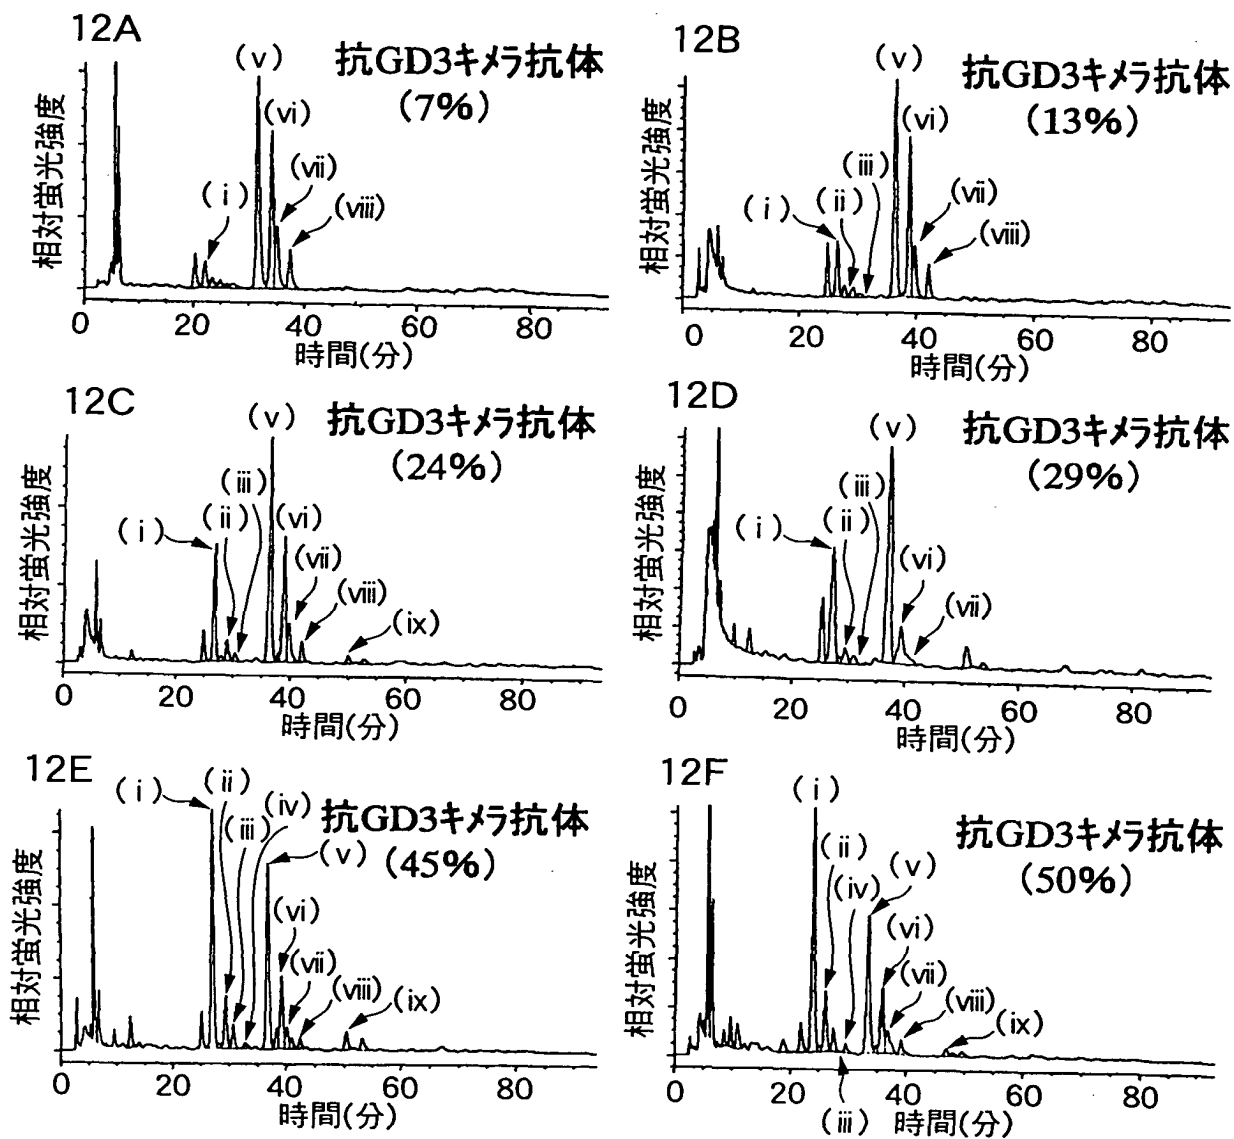 12A
抗GD3キメラ抗体
(7%)
相対蛍光強度
(i)
(v)
(vi)
(vii)
(viii)
0 20 40 60 80
時間(分)
12B
抗GD3キメラ抗体
(13%)
相対蛍光強度
(i)
(ii)
(iii)
(v)
(vi)
(vii)
(viii)
0 20 40 60 80
時間(分)
12C
抗GD3キメラ抗体
(24%)
相対蛍光強度
(i)
(ii)
(iii)
(v)
(vi)
(vii)
(viii)
(ix)
0 20 40 60 80
時間(分)
12D
抗GD3キメラ抗体
(29%)
相対蛍光強度
(i)
(ii)
(iii)
(v)
(vi)
(vii)
0 20 40 60 80
時間(分)
12E
抗GD3キメラ抗体
(45%)
相対蛍光強度
(i)
(ii)
(iii)
(iv)
(v)
(vi)
(vii)
(viii)
(ix)
0 20 40 60 80
時間(分)
12F
抗GD3キメラ抗体
(50%)
相対蛍光強度
(i)
(ii)
(iv)
(v)
(vi)
(vii)
(viii)
(ix)
0 20 40 60 80
(iii)
時間(分)